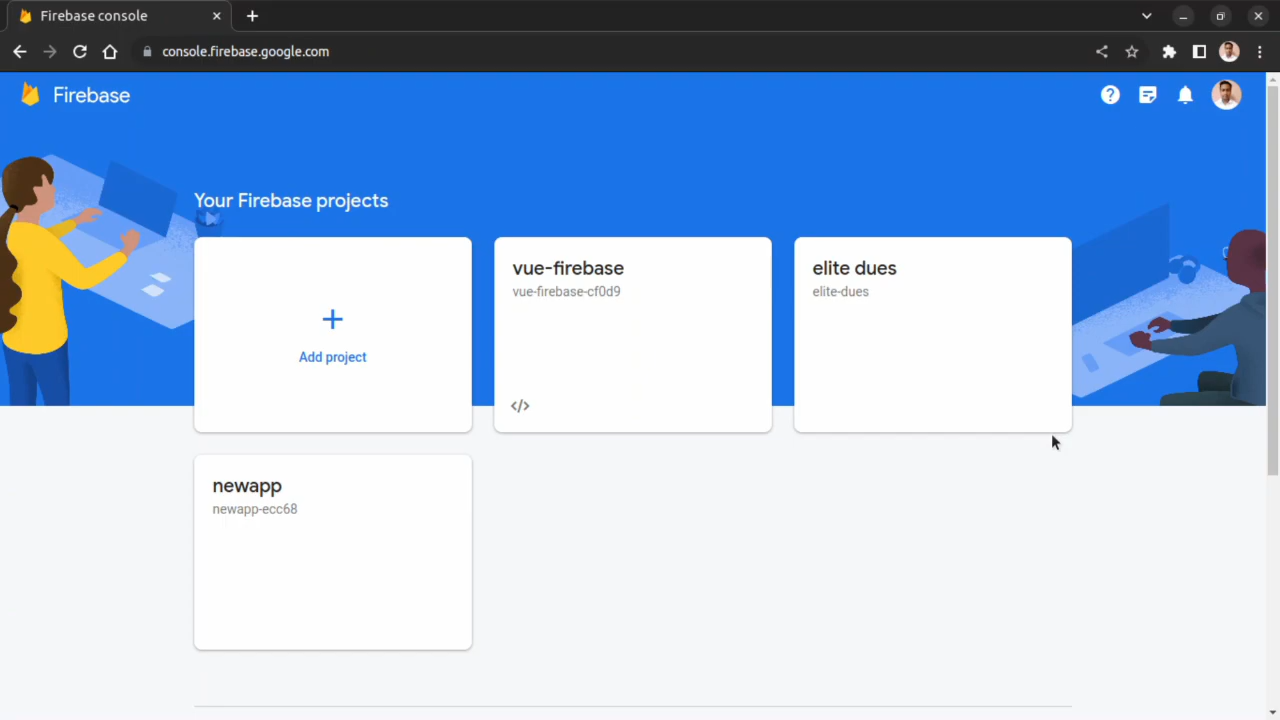 Firebase console
console.firebase.google.com
Firebase
Your Firebase projects
Add project
vue-firebase
vue-firebase-cf0d9
elite dues
elite-dues
newapp
newapp-ecc68